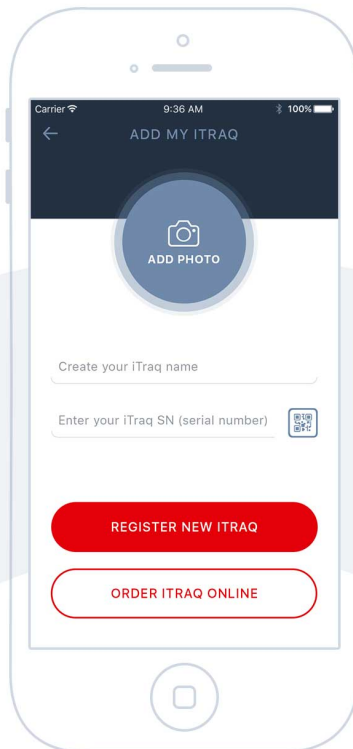 Carrier 9:36 AM 100%
ADD MY ITRAQ
ADD PHOTO
Create your iTraq name
Enter your iTraq SN (serial number)
REGISTER NEW ITRAQ
ORDER ITRAQ ONLINE